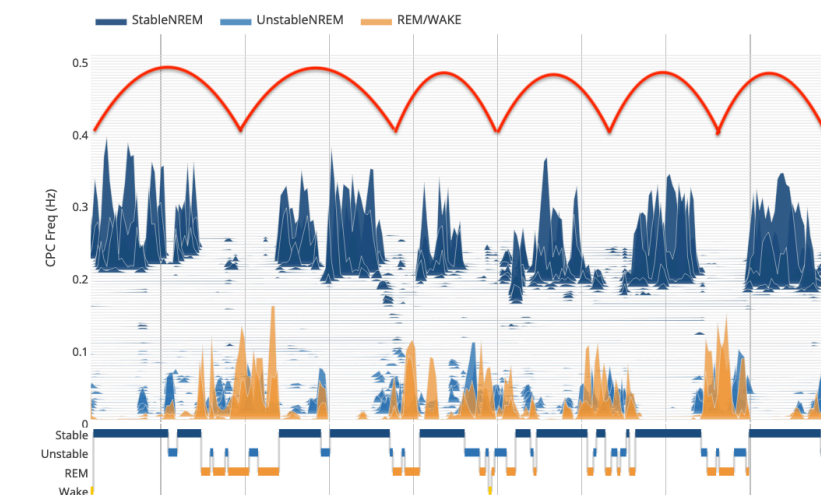 StableNREM UnstableNREM REM/WAKE
0.5
0.4
0.3
CPC Freq (Hz)
0.2
0.1
0
Stable
Unstable
REM
Wake